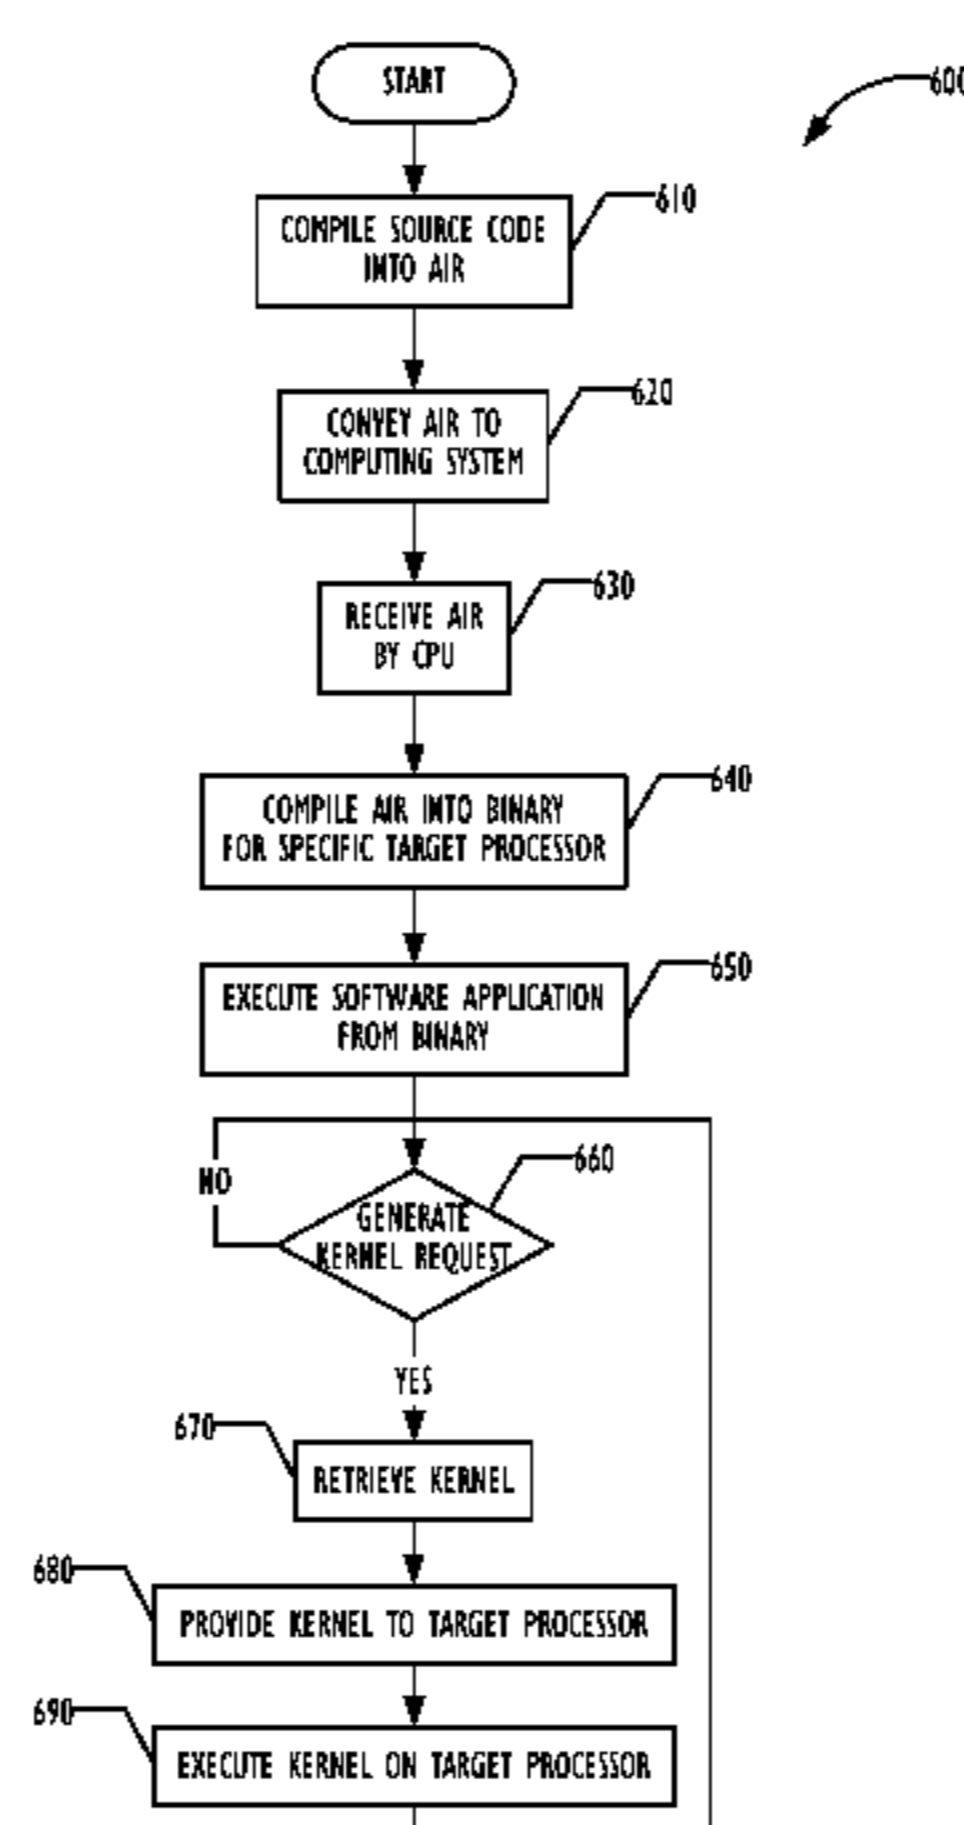 START
600
610
COMPILE SOURCE CODE
INTO AIR
620
CONVEY AIR TO
COMPUTING SYSTEM
630
RECEIVE AIR
BY CPU
640
COMPILE AIR INTO BINARY
FOR SPECIFIC TARGET PROCESSOR
650
EXECUTE SOFTWARE APPLICATION
FROM BINARY
660
NO
GENERATE
KERNEL REQUEST
YES
670
RETRIEVE KERNEL
680
PROVIDE KERNEL TO TARGET PROCESSOR
690
EXECUTE KERNEL ON TARGET PROCESSOR